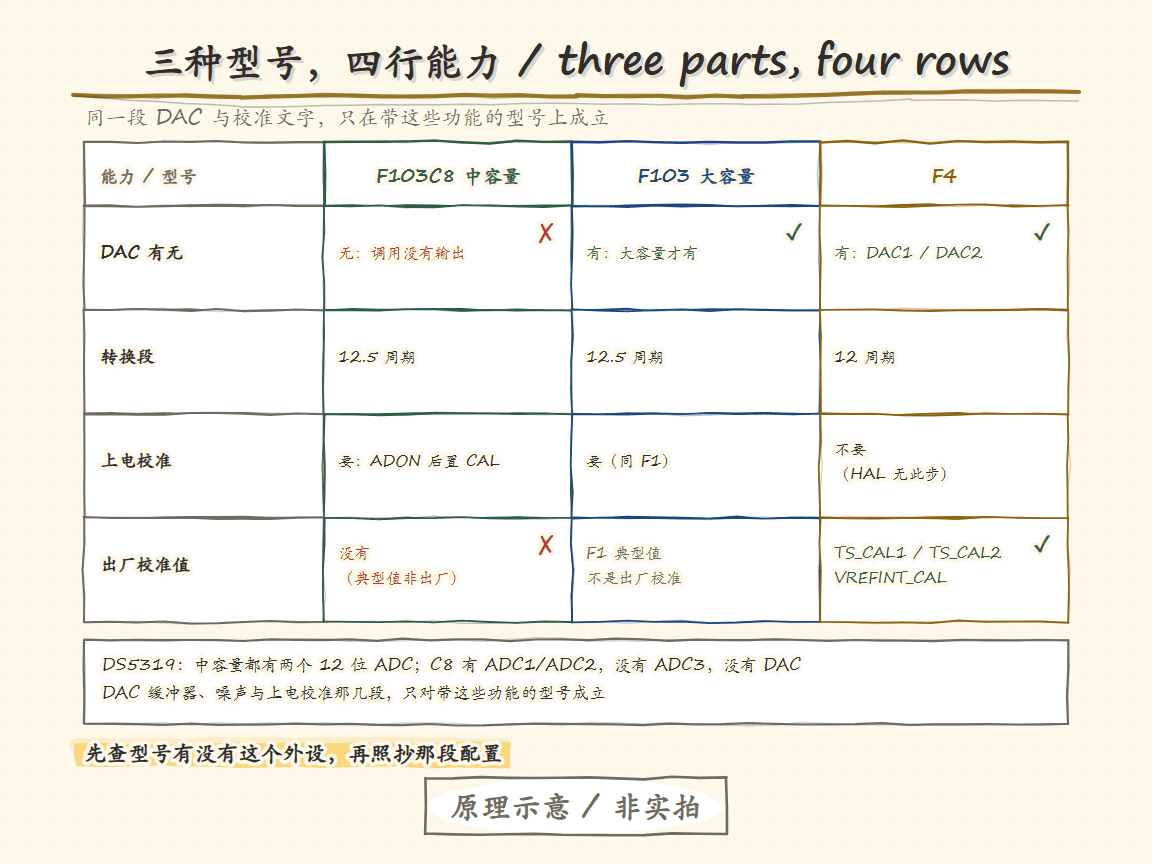 三种型号，四行能力 / three parts, four rows
同一段 DAC 与校准文字，只在带这些功能的型号上成立
能力 / 型号
F103C8 中容量
F103 大容量
F4
DAC 有无
无：调用没有输出
✗
有：大容量才有
✓
有：DAC1 / DAC2
✓
转换段
12.5 周期
12.5 周期
12 周期
上电校准
要：ADON 后置 CAL
要（同 F1）
不要
（HAL 无此步）
出厂校准值
没有
（典型值非出厂）
✗
F1 典型值
不是出厂校准
TS_CAL1 / TS_CAL2
VREFINT_CAL
✓
DS5319：中容量都有两个 12 位 ADC；C8 有 ADC1/ADC2，没有 ADC3，没有 DAC
DAC 缓冲器、噪声与上电校准那几段，只对带这些功能的型号成立
先查型号有没有这个外设，再照抄那段配置
原理示意 / 非实拍